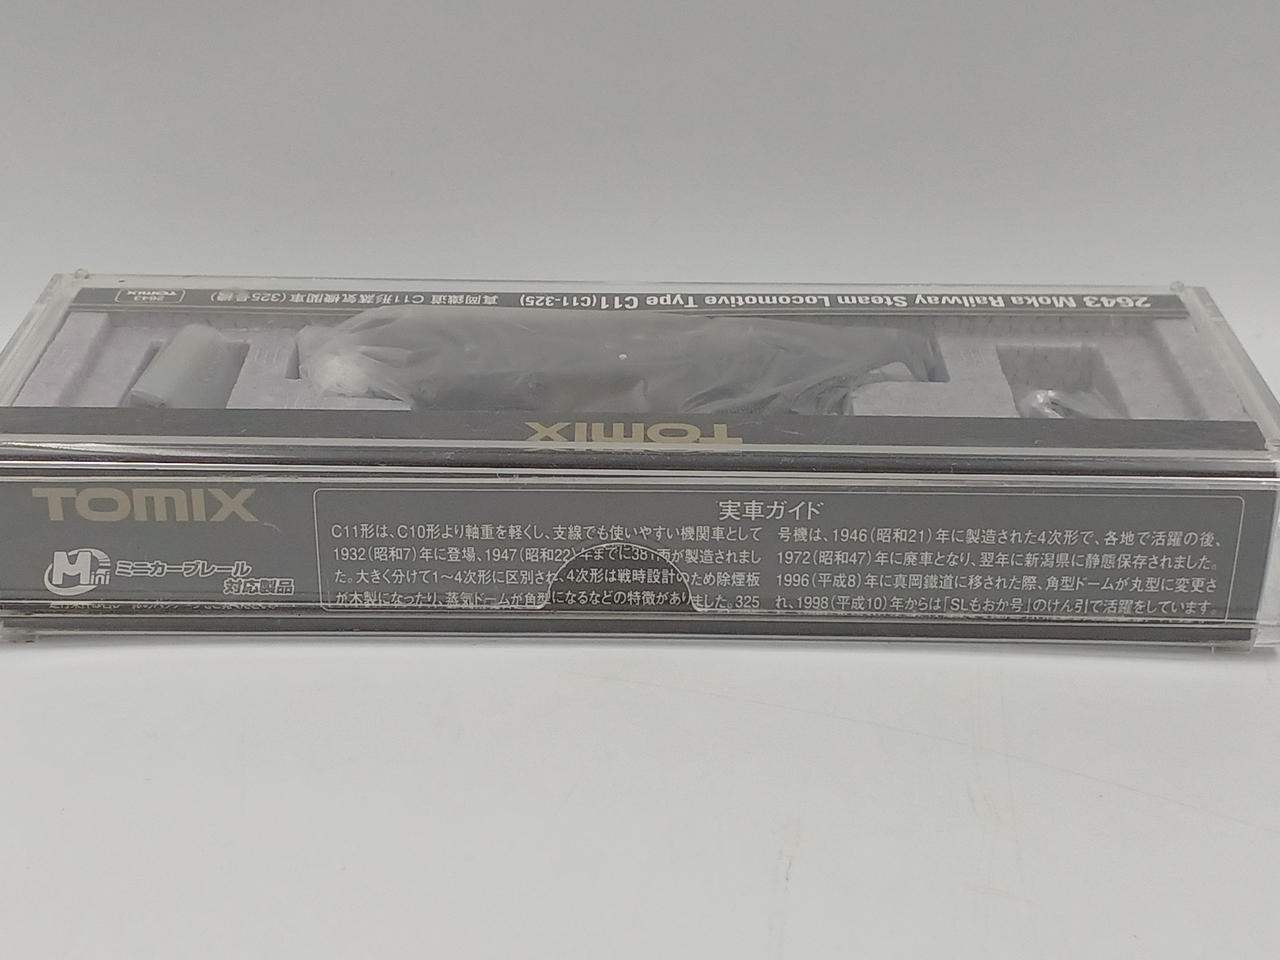 2643 Moka Railway Steam Locomotive Type C11 (C11-325) 真岡鐵道 C11形蒸気機関車 (325号機)
2643
TOMIX
TOMIX
TOMIX
Mini ミニカーブレール
対応製品
実車ガイド
C11形は、C10形より軸重を軽くし、支線でも使いやすい機関車として
1932(昭和7)年に登場、1947(昭和22)年までに381両が製造されまし
た。大きく分けて1〜4次形に区別され、4次形は戦時設計のため除煙板
が木製になったり、蒸気ドームが角型になるなどの特徴がありました。325
号機は、1946(昭和21)年に製造された4次形で、各地で活躍の後、
1972(昭和47)年に廃車となり、翌年に新潟県に静態保存されました。
1996(平成8)年に真岡鐵道に移された際、角型ドームが丸型に変更さ
れ、1998(平成10)年からは「SLもおか号」のけん引で活躍をしています。